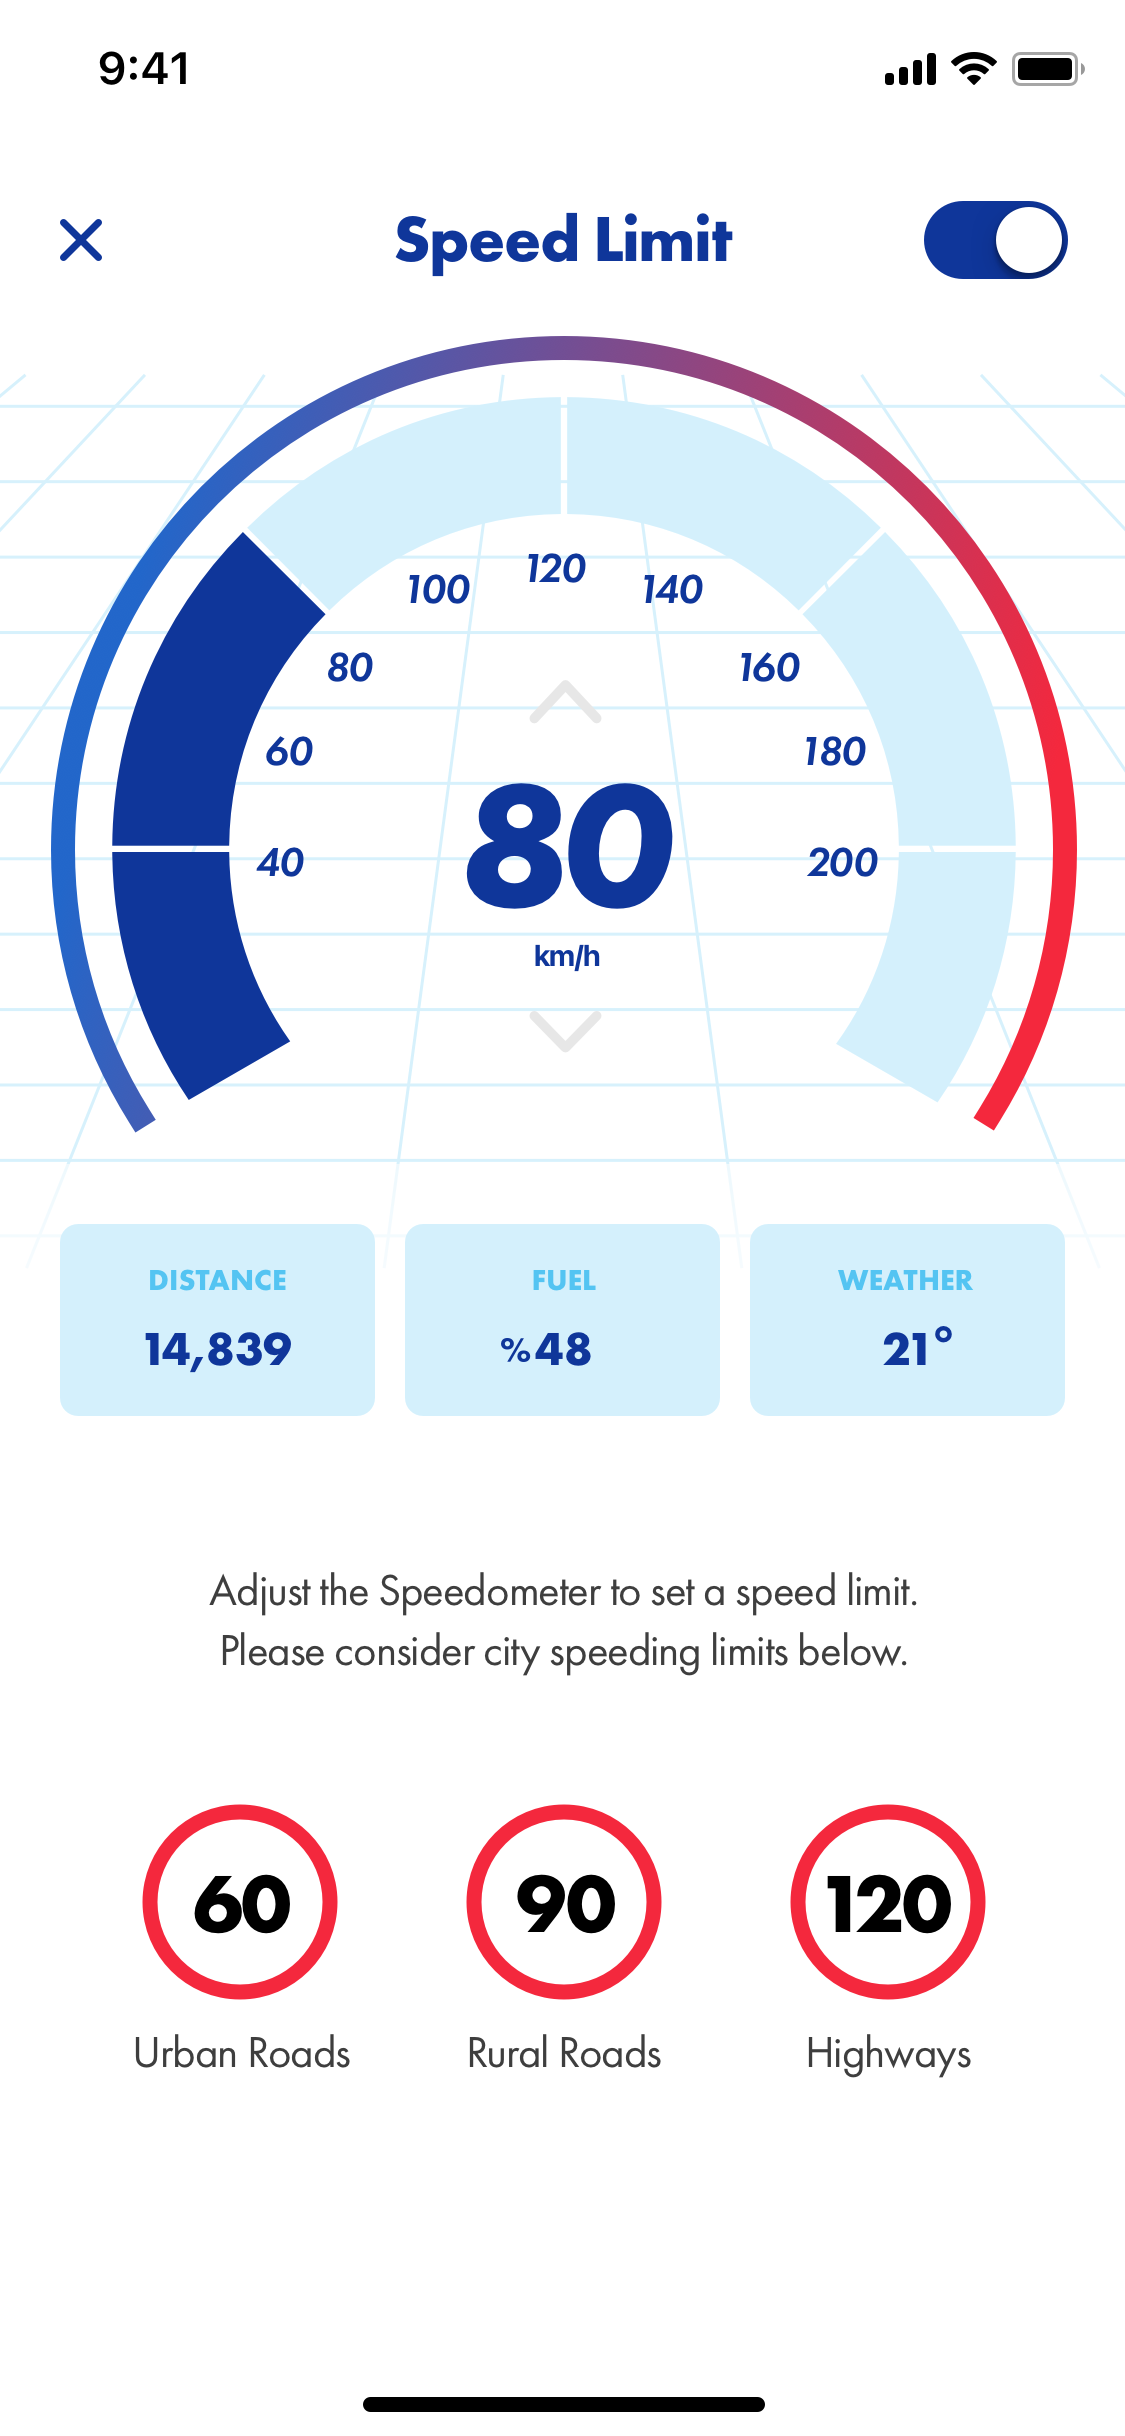 9:41
Speed Limit
120
100
140
80
160
60
180
40
200
80
km/h
DISTANCE
14,839
FUEL
%48
WEATHER
21°
Adjust the Speedometer to set a speed limit.
Please consider city speeding limits below.
60
90
120
Urban Roads
Rural Roads
Highways